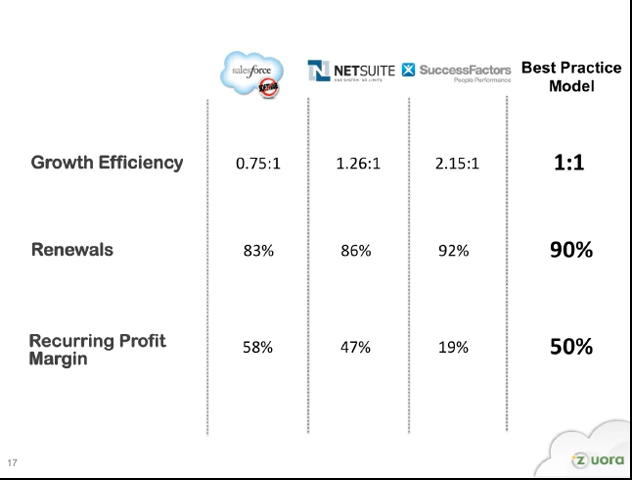 salesforce
SOFTWARE
NETSUITE
SuccessFactors
People Performance
Best Practice
Model
Growth Efficiency
0.75:1
1.26:1
2.15:1
1:1
Renewals
83%
86%
92%
90%
Recurring Profit
Margin
58%
47%
19%
50%
17
zuora